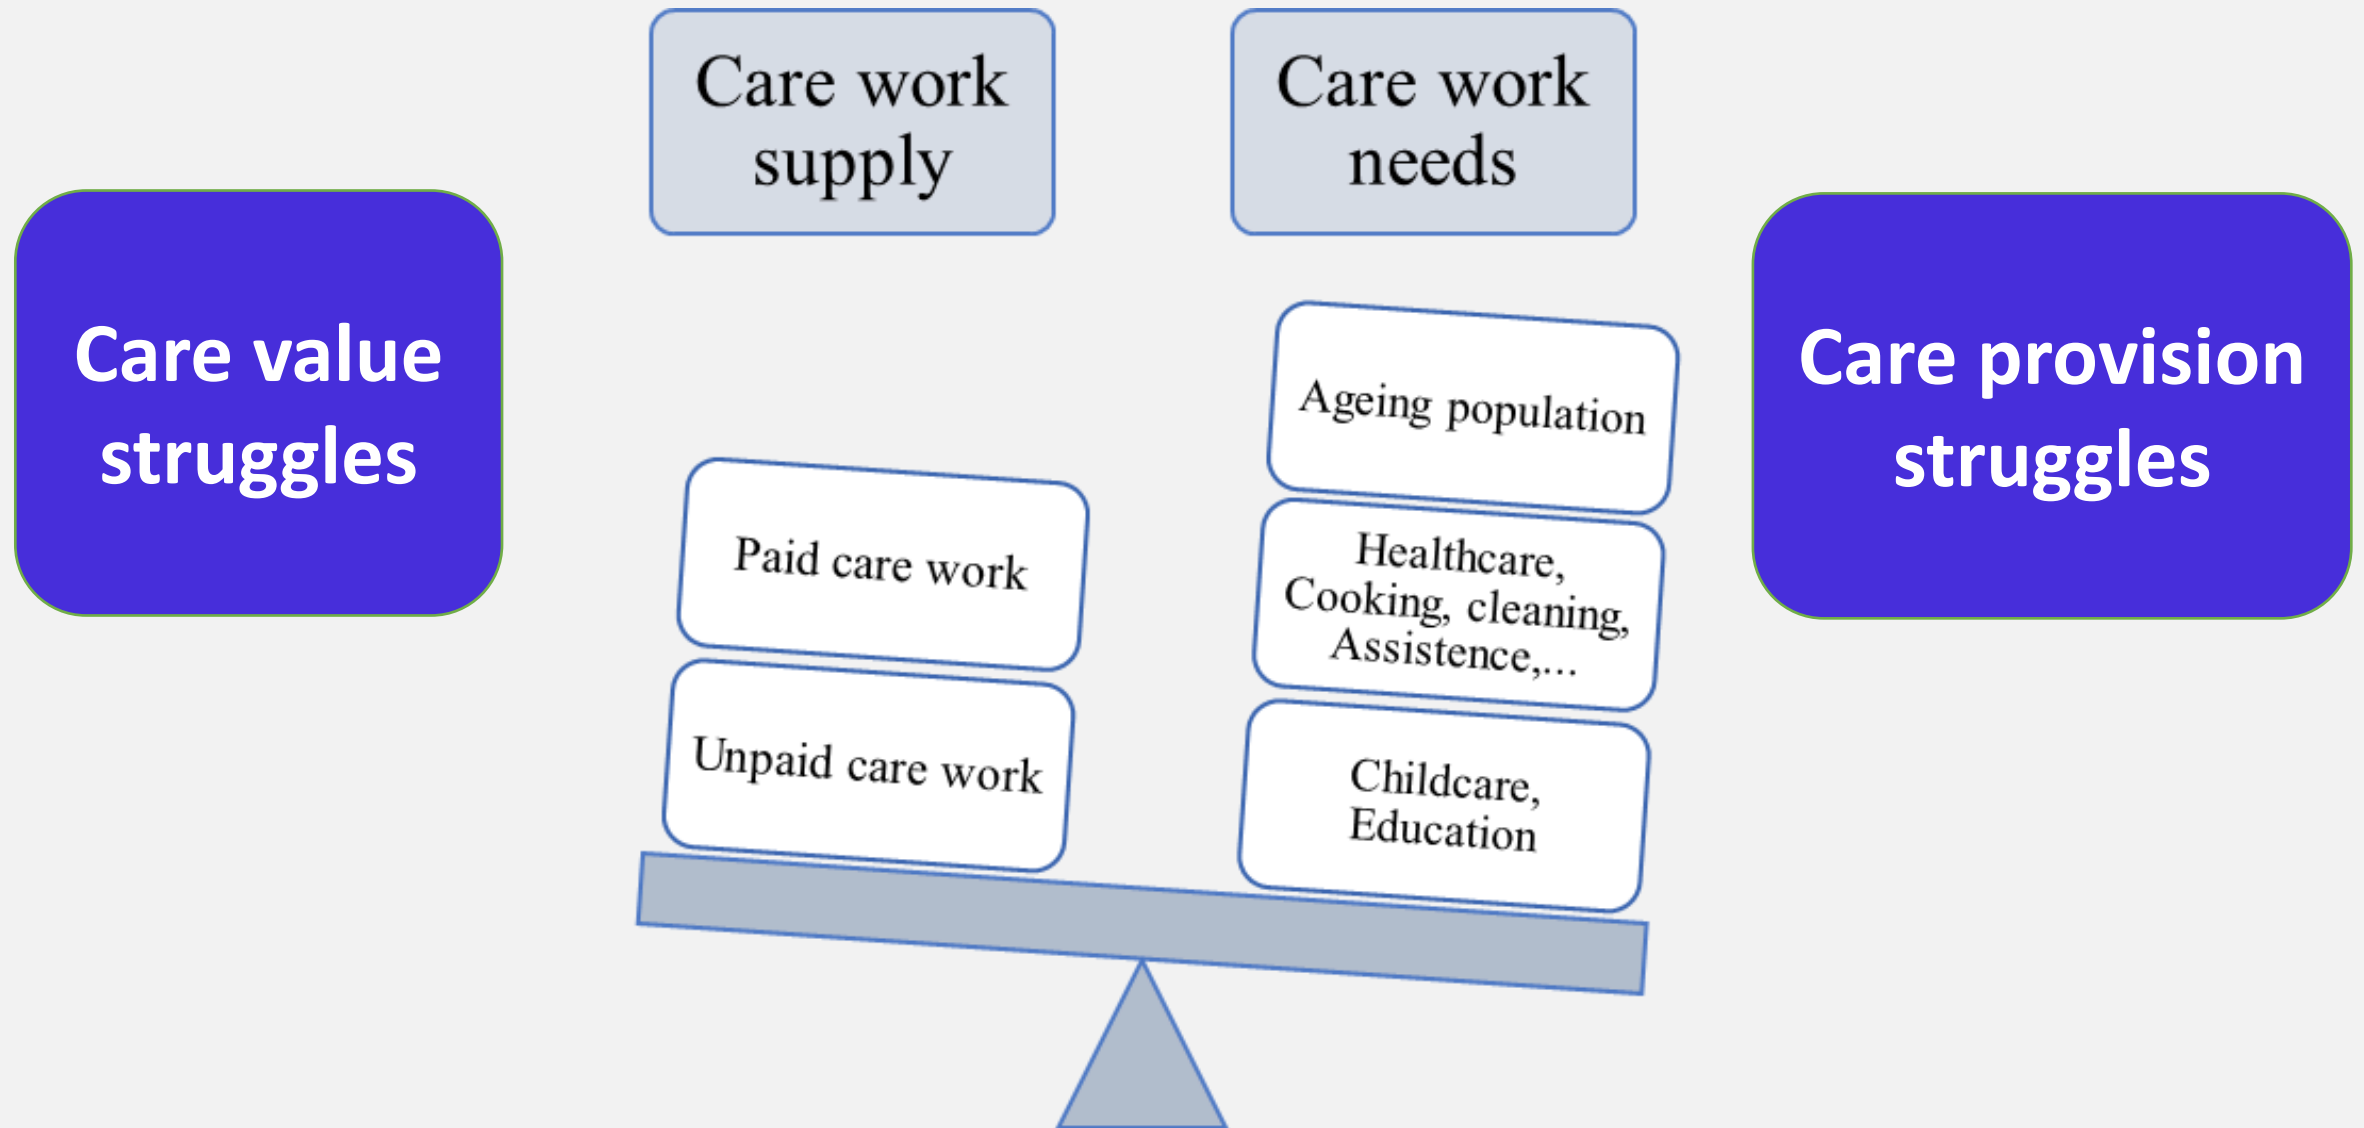 Care work
supply
Care work
needs
Care value
struggles
Care provision
struggles
Paid care work
Unpaid care work
Ageing population
Healthcare,
Cooking, cleaning,
Assistence,...
Childcare,
Education